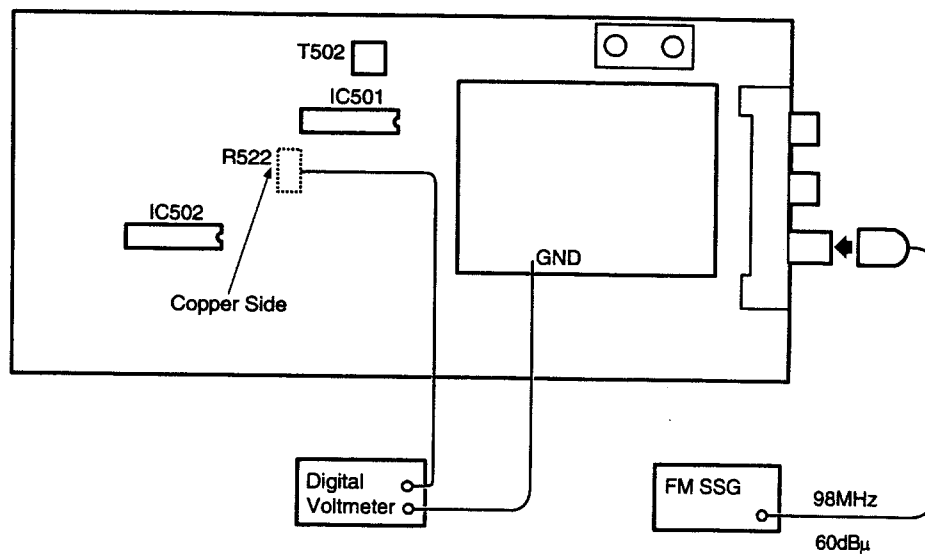 T502
IC501
R522
IC502
GND
Copper Side
Digital
Voltmeter
FM SSG
98MHz
60dBμ